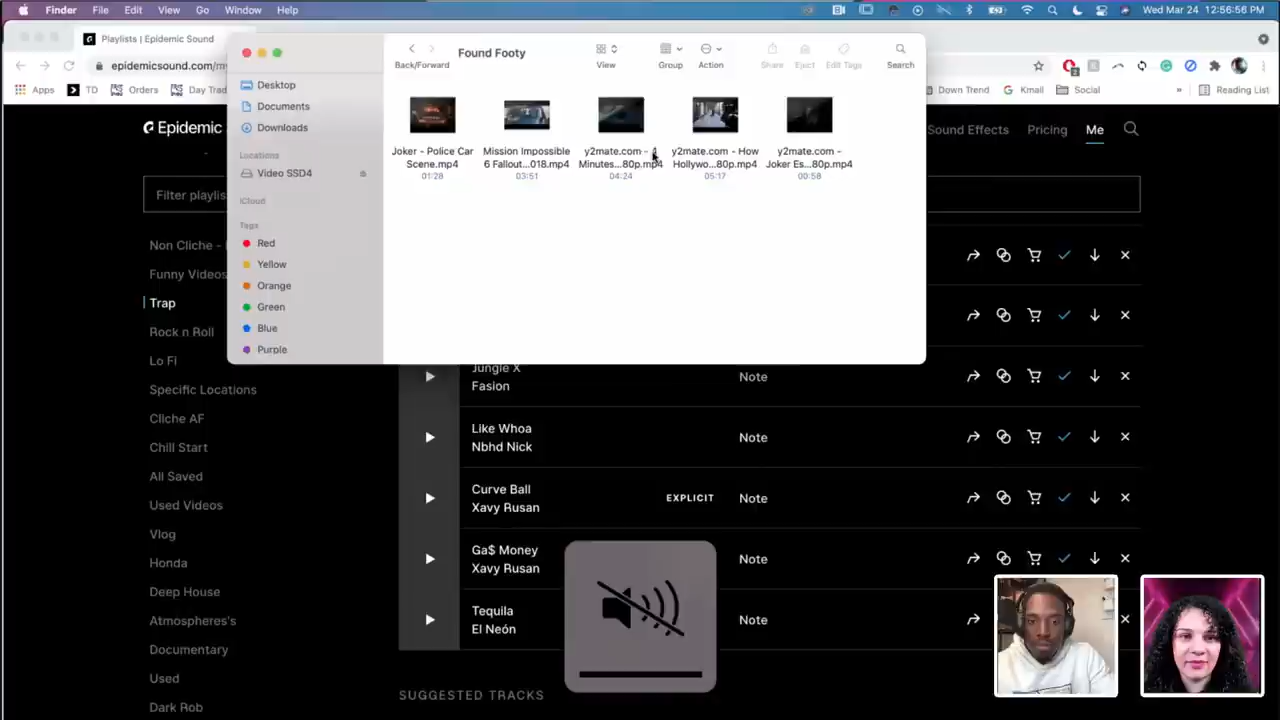 Finder File Edit View Go Window Help
Wed Mar 24 12:56:56 PM
Playlists | Epidemic Sound
epidemicsound.com/m
Apps TD Orders Day Trad
Down Trend Kmail Social » Reading List
Found Footy
Back/Forward View Group Action Share Eject Edit Tags Search
Desktop
Documents
Downloads
Locations
Video SSD4
iCloud
Tags
Red
Yellow
Orange
Green
Blue
Purple
Joker - Police Car
Scene.mp4
01:28
Mission Impossible
6 Fallout...018.mp4
03:51
y2mate.com -
Minutes...80p.mp4
04:24
y2mate.com - How
Hollywo...80p.mp4
05:17
y2mate.com -
Joker Es...80p.mp4
00:58
Epidemic
Sound Effects Pricing Me
Filter playlis
Non Cliche -
Funny Videos
Trap
Rock n Roll
Lo Fi
Specific Locations
Cliche AF
Chill Start
All Saved
Used Videos
Vlog
Honda
Deep House
Atmospheres's
Documentary
Used
Dark Rob
Jungle X
Fasion
Note
Like Whoa
Nbhd Nick
Note
Curve Ball
Xavy Rusan
EXPLICIT
Note
Ga$ Money
Xavy Rusan
Note
Tequila
El Neón
Note
SUGGESTED TRACKS